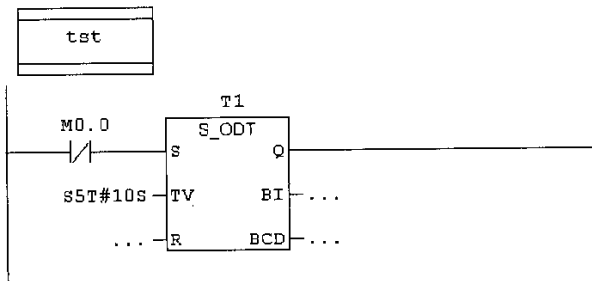 tst
T1
M0.0
S_ODT
S Q
S5T#10S TV BI ...
... R BCD ...